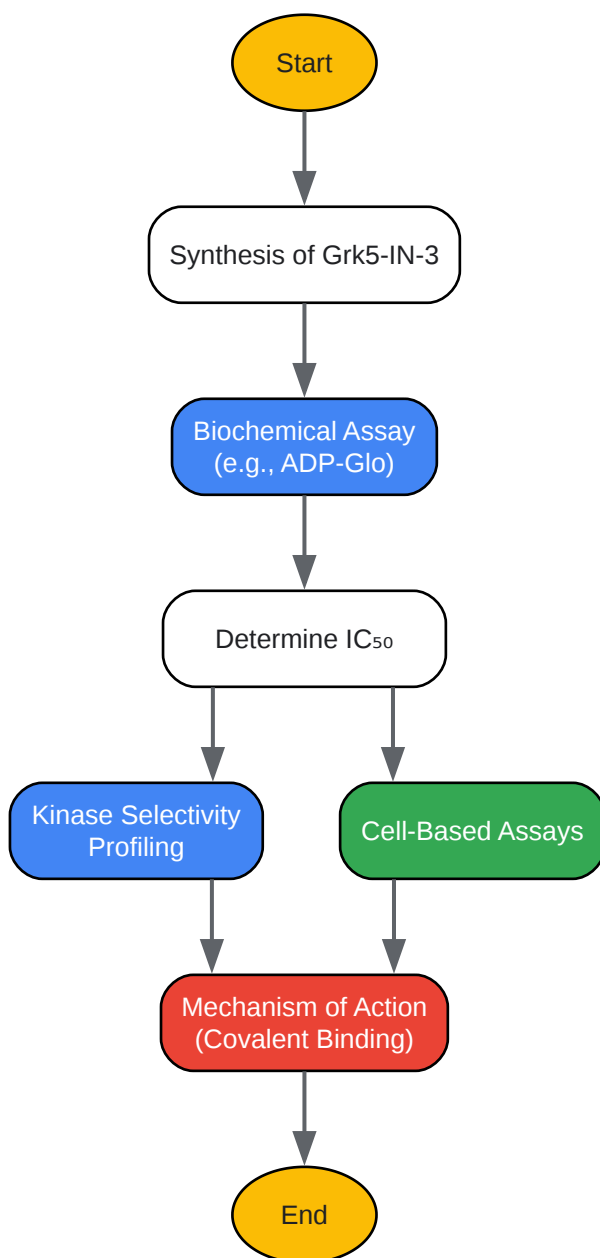 Start
Synthesis of Grk5-IN-3
Biochemical Assay
(e.g., ADP-Glo)
Determine IC₅₀
Kinase Selectivity
Profiling
Cell-Based Assays
Mechanism of Action
(Covalent Binding)
End